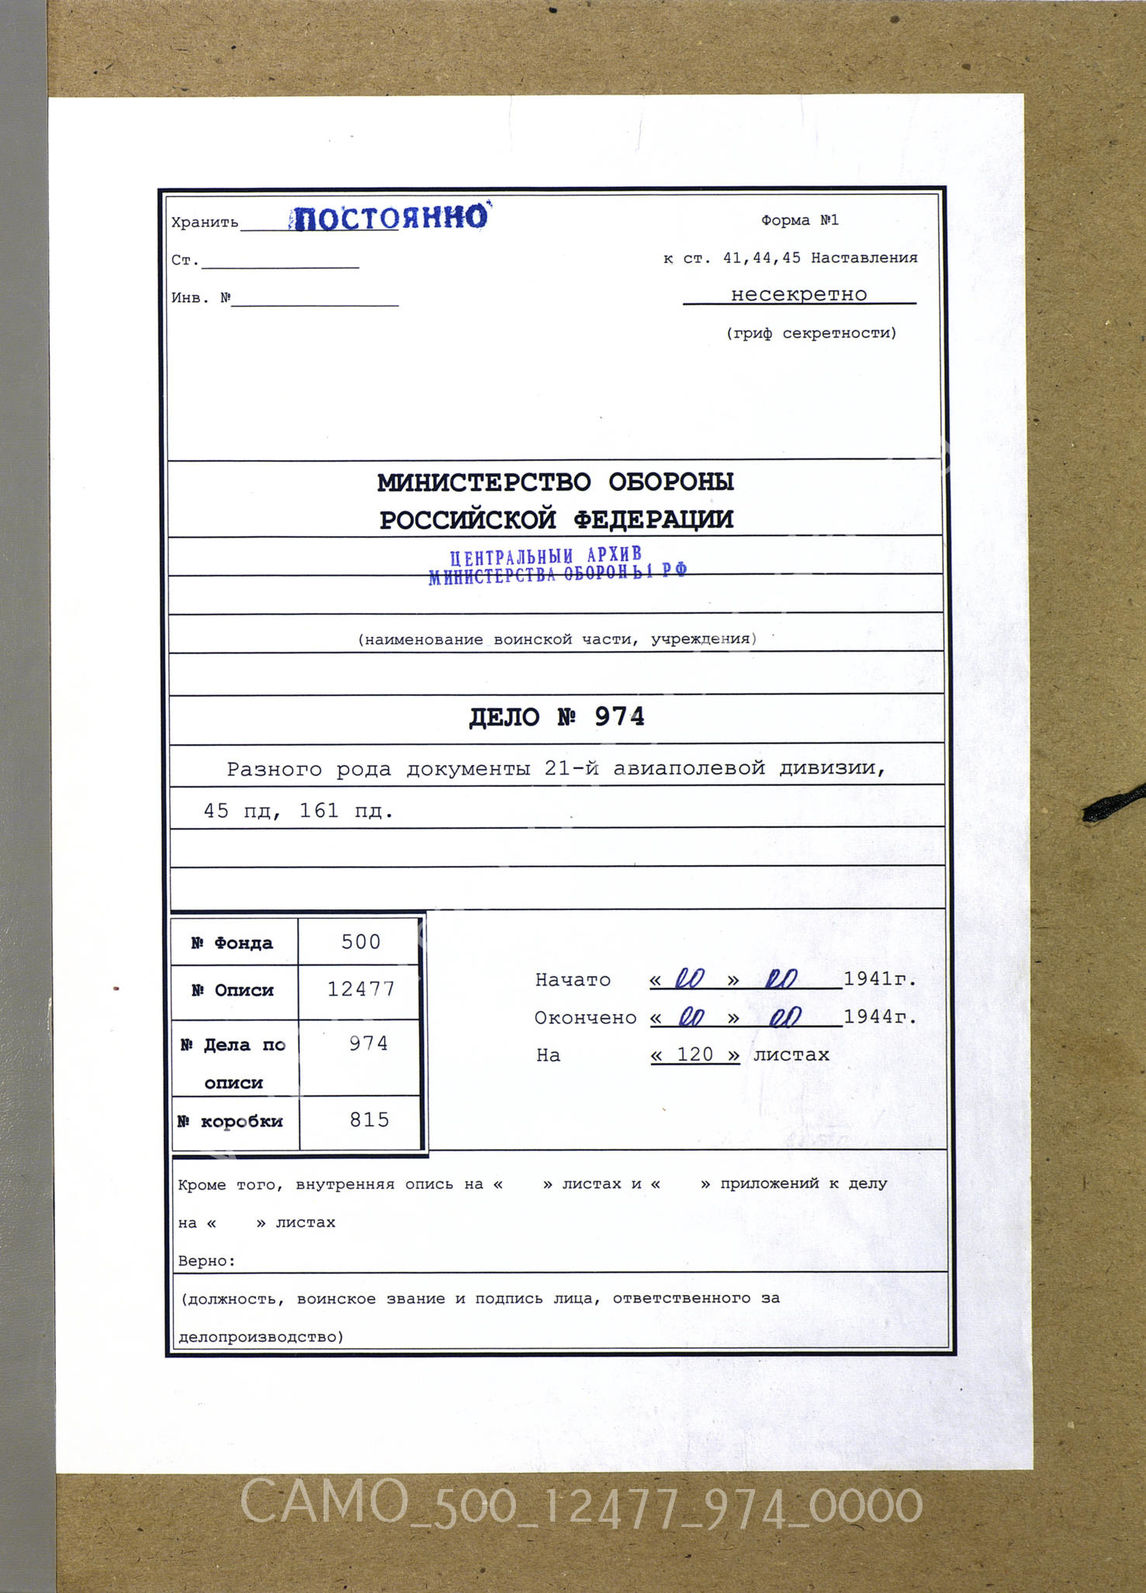 Хранить ПОСТОЯННО
Форма №1
Ст.
к ст. 41,44,45 Наставления
Инв. №
несекретно
(гриф секретности)
МИНИСТЕРСТВО ОБОРОНЫ
РОССИЙСКОЙ ФЕДЕРАЦИИ
ЦЕНТРАЛЬНЫЙ АРХИВ
МИНИСТЕРСТВА ОБОРОНЫ РФ
(наименование воинской части, учреждения)
ДЕЛО № 974
Разного рода документы 21-й авиаполевой дивизии,
45 пд, 161 пд.
№ Фонда 500
№ Описи 12477
№ Дела по описи 974
№ коробки 815
Начато « 00 » 00 1941г.
Окончено « 00 » 00 1944г.
На « 120 » листах
Кроме того, внутренняя опись на « » листах и « » приложений к делу
на « » листах
Верно:
(должность, воинское звание и подпись лица, ответственного за
делопроизводство)
CAMO_500_12477_974_0000